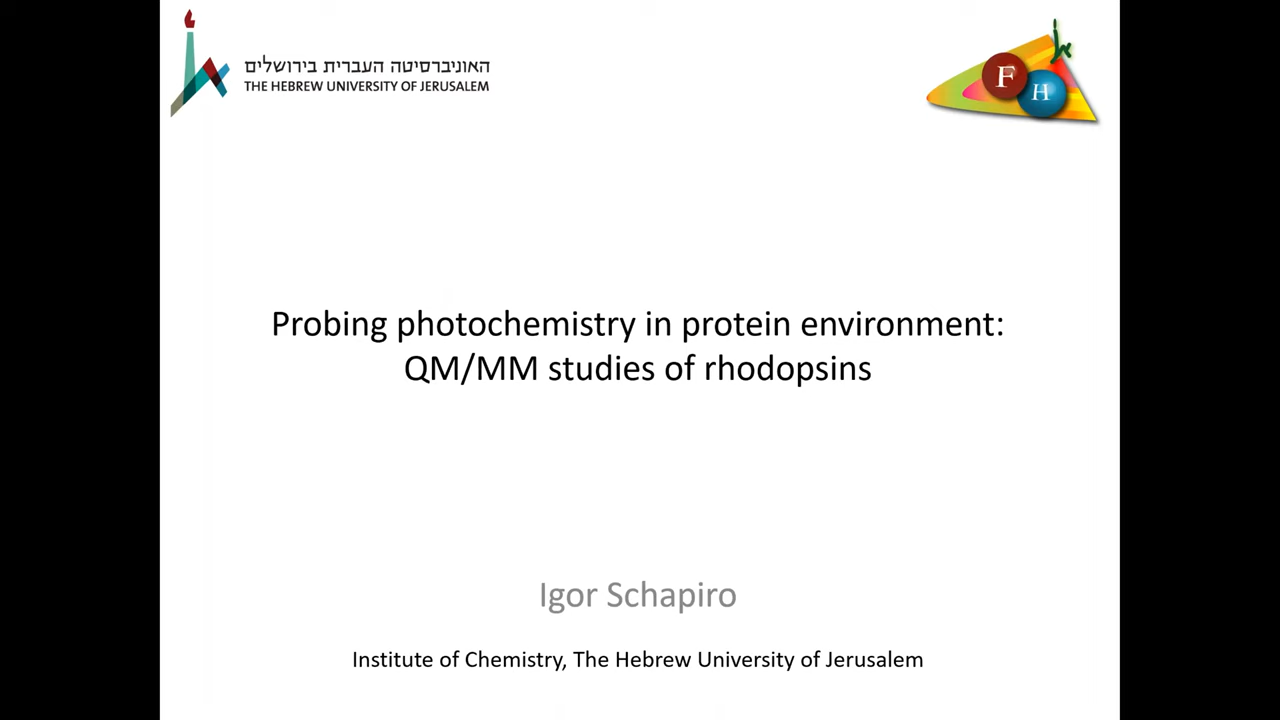 האוניברסיטה העברית בירושלים
THE HEBREW UNIVERSITY OF JERUSALEM
F
H
Probing photochemistry in protein environment:
QM/MM studies of rhodopsins
Igor Schapiro
Institute of Chemistry, The Hebrew University of Jerusalem